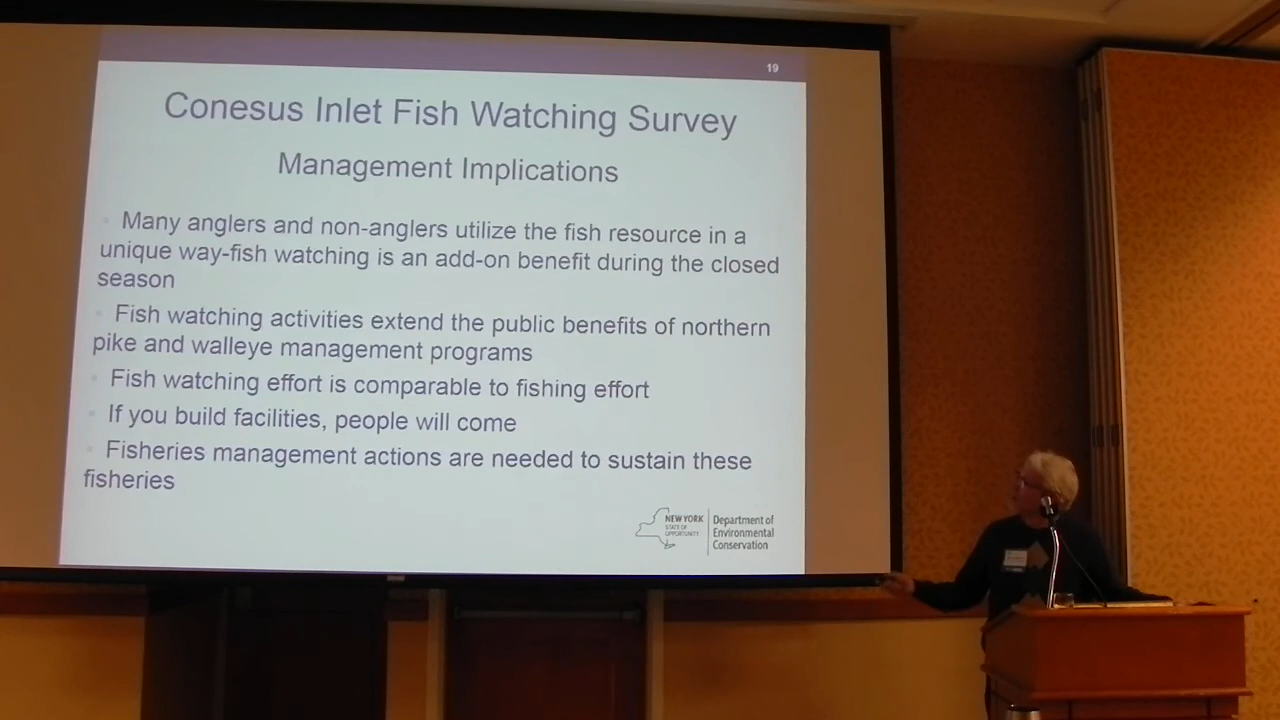 19
Conesus Inlet Fish Watching Survey
Management Implications
Many anglers and non-anglers utilize the fish resource in a
unique way-fish watching is an add-on benefit during the closed
season
Fish watching activities extend the public benefits of northern
pike and walleye management programs
Fish watching effort is comparable to fishing effort
If you build facilities, people will come
Fisheries management actions are needed to sustain these
fisheries
NEW YORK
STATE OF
OPPORTUNITY
Department of
Environmental
Conservation